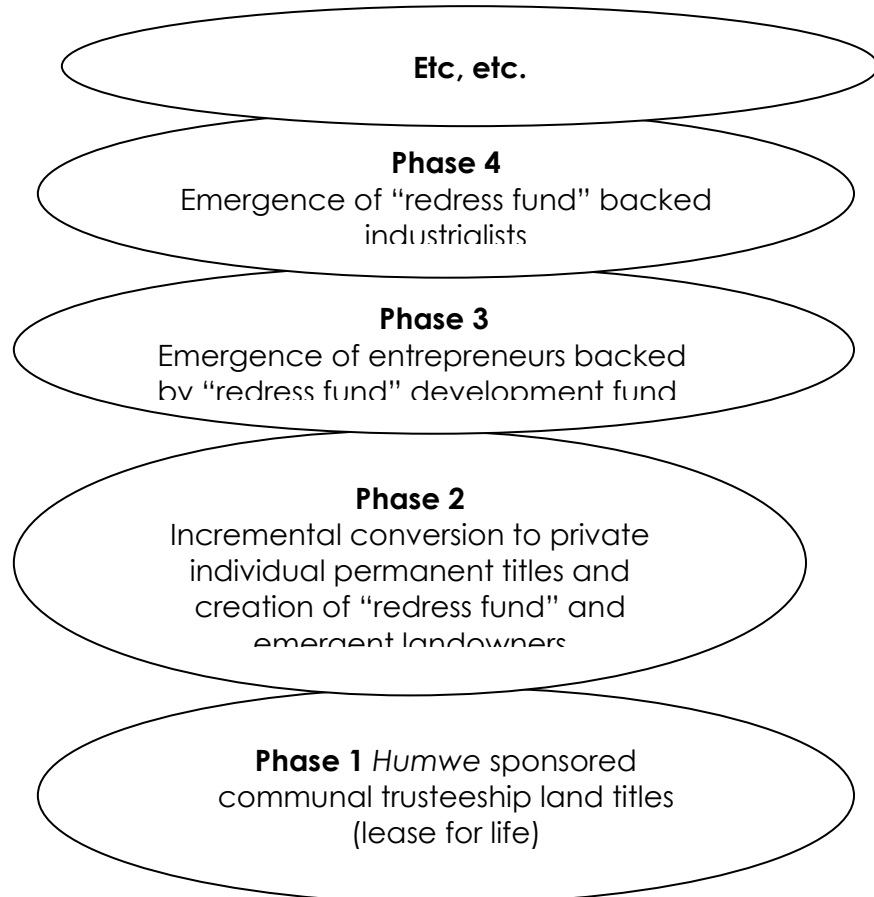 Etc, etc.
Phase 4
Emergence of “redress fund” backed
industrialists
Phase 3
Emergence of entrepreneurs backed
by “redress fund” development fund
Phase 2
Incremental conversion to private
individual permanent titles and
creation of “redress fund” and
emergent landowners
Phase 1 Humwe sponsored
communal trusteeship land titles
(lease for life)